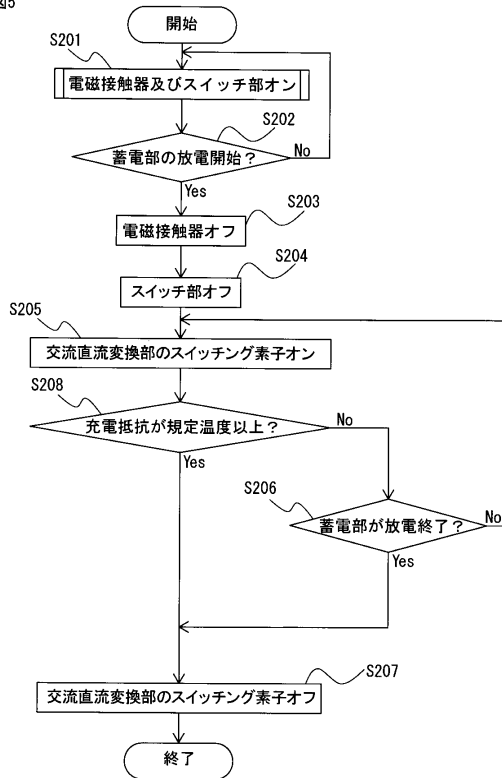 図5
開始
S201
電磁接触器及びスイッチ部オン
S202
蓄電部の放電開始？
No
Yes
S203
電磁接触器オフ
S204
スイッチ部オフ
S205
交流直流変換部のスイッチング素子オン
S208
充電抵抗が規定温度以上？
No
Yes
S206
蓄電部が放電終了？
No
Yes
S207
交流直流変換部のスイッチング素子オフ
終了